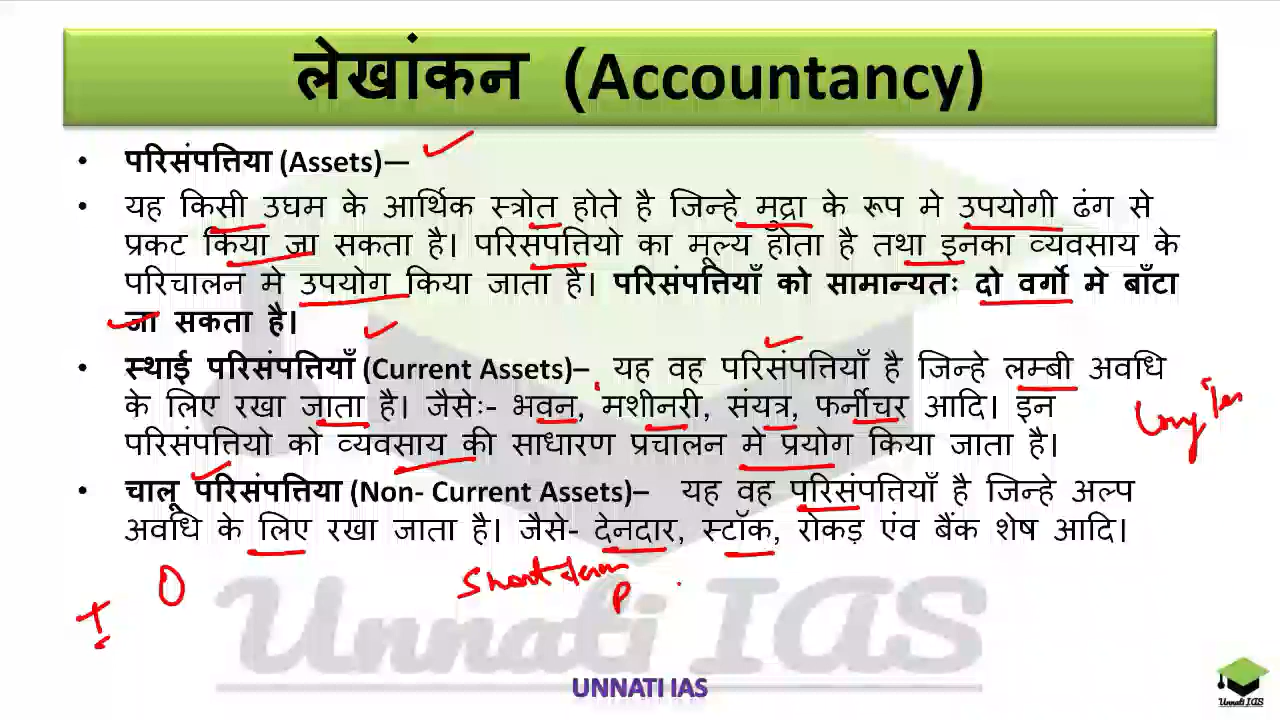 लेखांकन (Accountancy)
• परिसंपत्तिया (Assets)—
• यह किसी उघम के आर्थिक स्त्रोत होते है जिन्हे मुद्रा के रूप मे उपयोगी ढंग से
प्रकट किया जा सकता है। परिसंपत्तियो का मूल्य होता है तथा इनका व्यवसाय के
परिचालन मे उपयोग किया जाता है। परिसंपत्तियाँ को सामान्यतः दो वर्गो मे बाँटा
जा सकता है।
• स्थाई परिसंपत्तियाँ (Current Assets)– यह वह परिसंपत्तियाँ है जिन्हे लम्बी अवधि
के लिए रखा जाता है। जैसेः- भवन, मशीनरी, संयत्र, फर्नीचर आदि। इन
परिसंपत्तियो को व्यवसाय की साधारण प्रचालन मे प्रयोग किया जाता है।
• चालू परिसंपत्तिया (Non- Current Assets)– यह वह परिसंपत्तियाँ है जिन्हे अल्प
अवधि के लिए रखा जाता है। जैसे- देनदार, स्टॉक, रोकड़ एंव बैंक शेष आदि।
Short term
P
Unnati IAS
UNNATI IAS
Unnati IAS